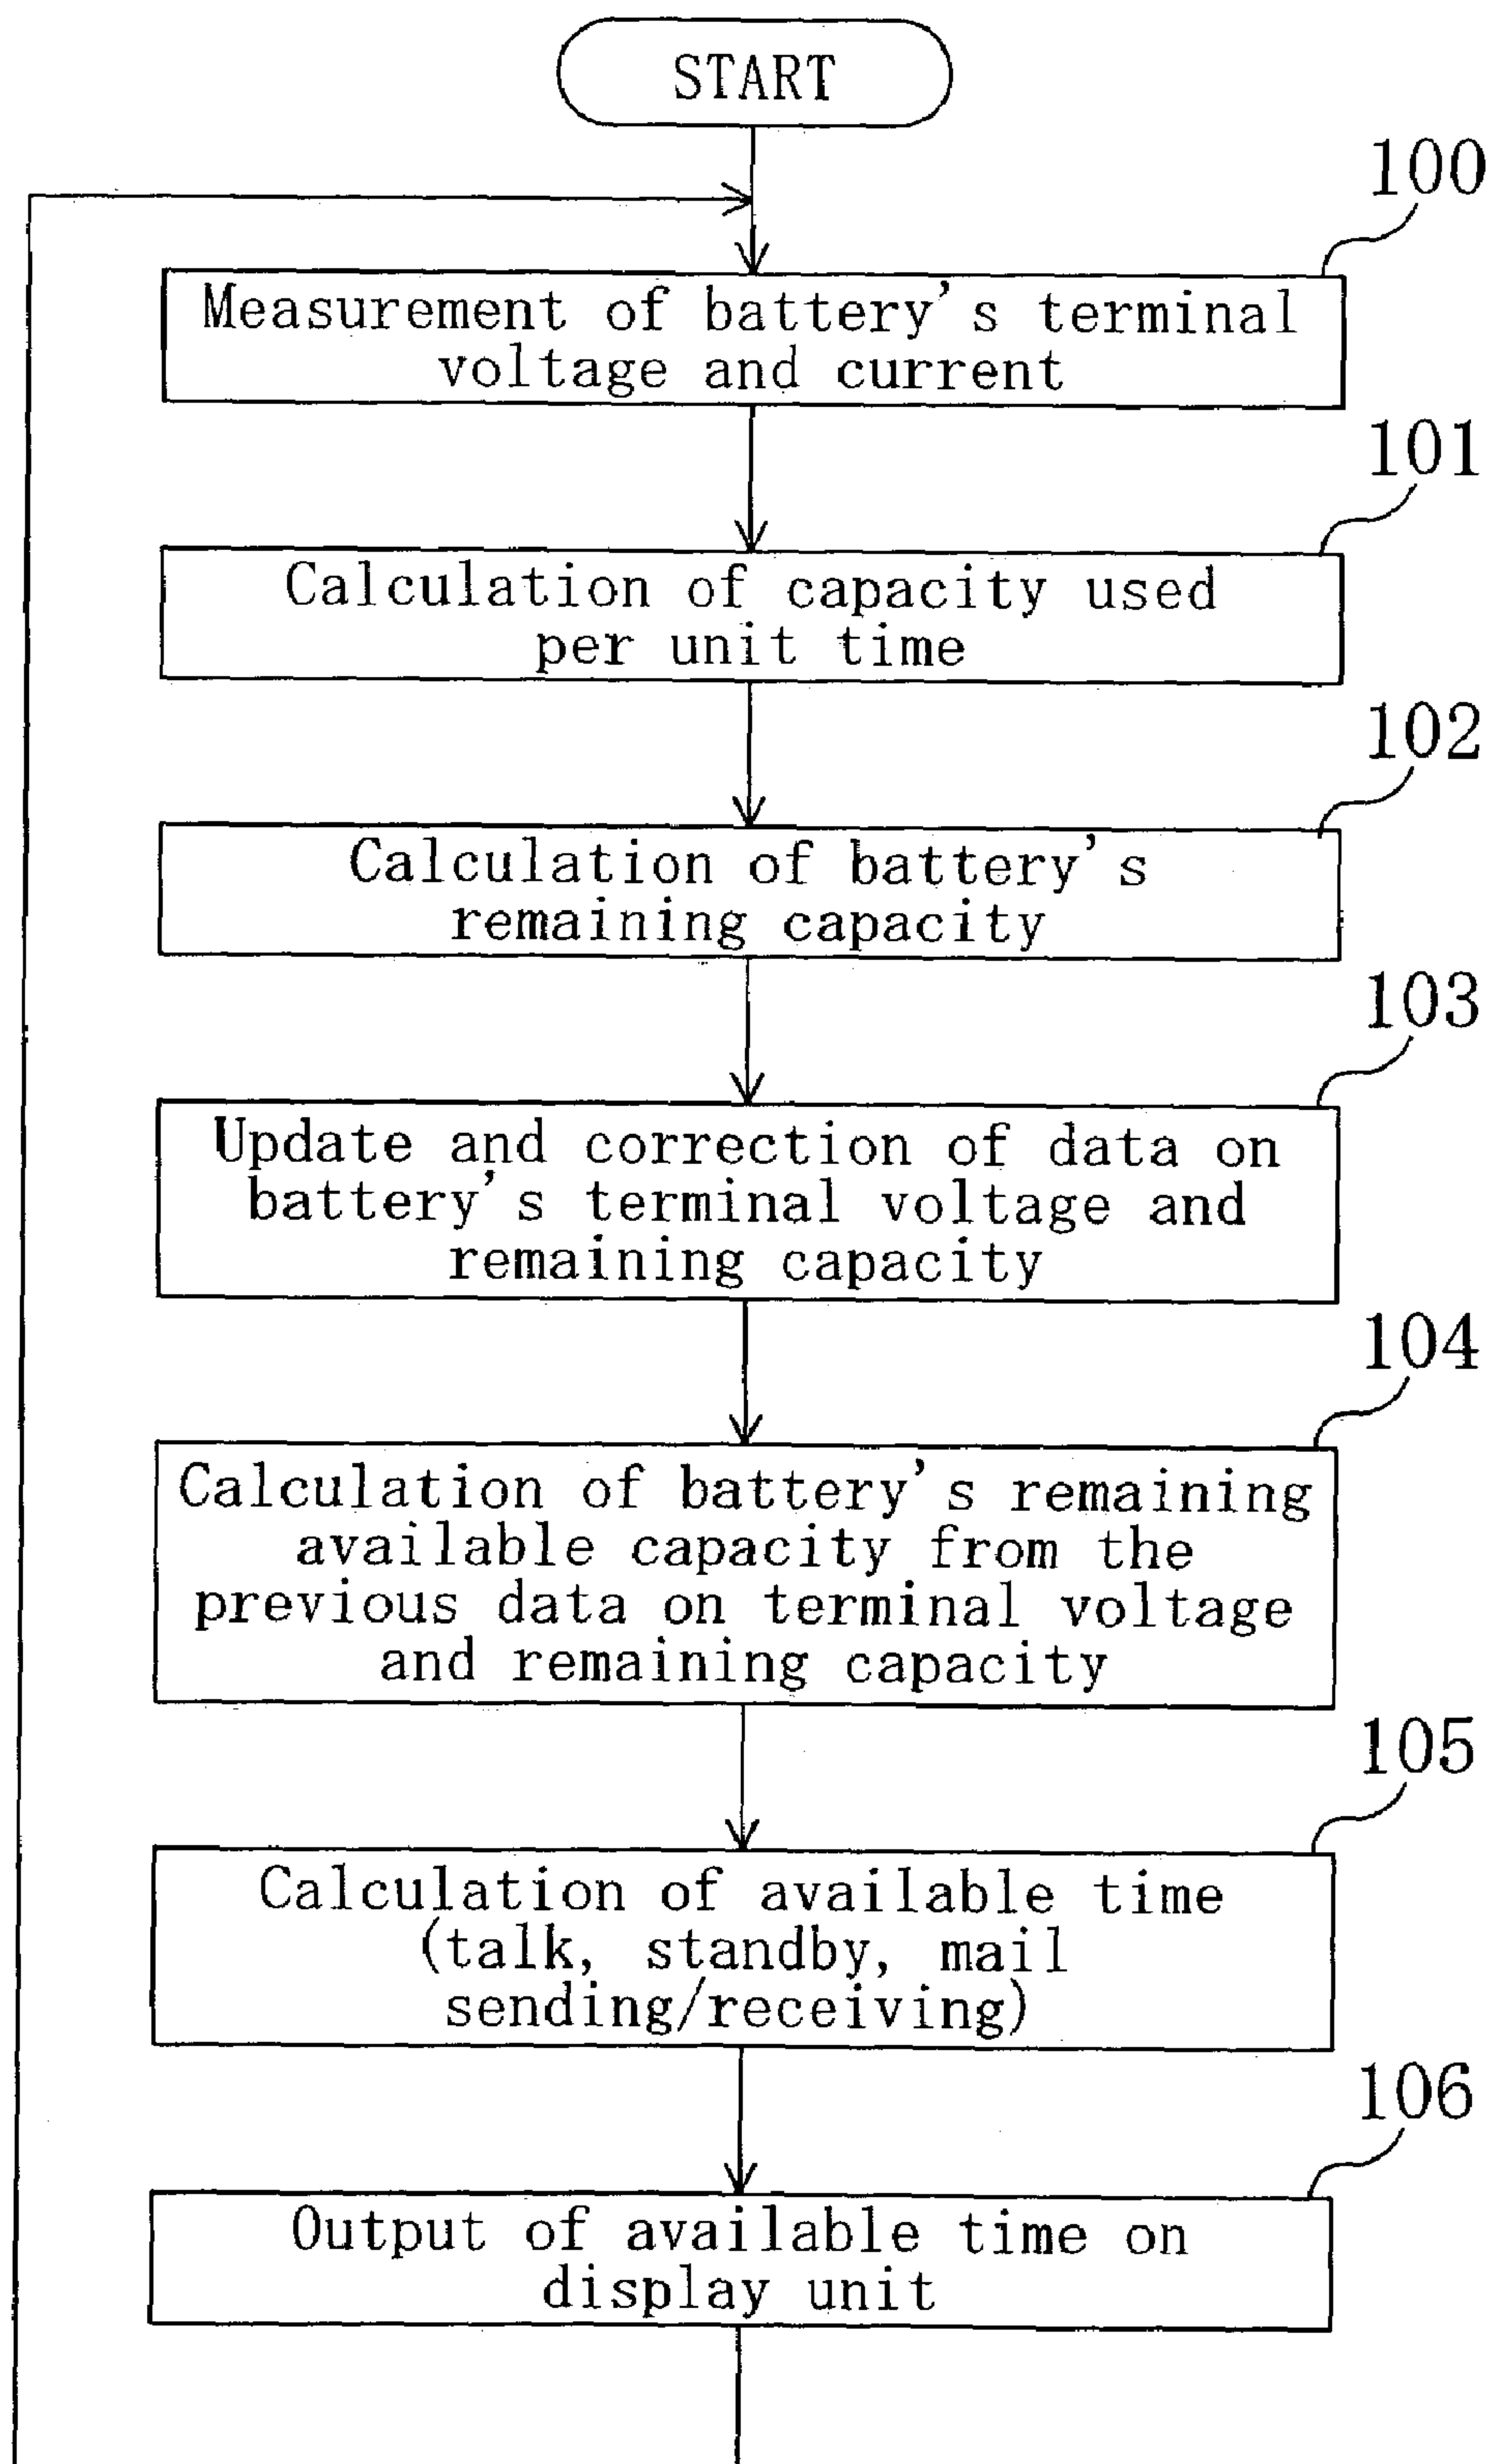 START
100
Measurement of battery's terminal
voltage and current
101
Calculation of capacity used
per unit time
102
Calculation of battery's
remaining capacity
103
Update and correction of data on
battery's terminal voltage and
remaining capacity
104
Calculation of battery's remaining
available capacity from the
previous data on terminal voltage
and remaining capacity
105
Calculation of available time
(talk, standby, mail
sending/receiving)
106
Output of available time on
display unit